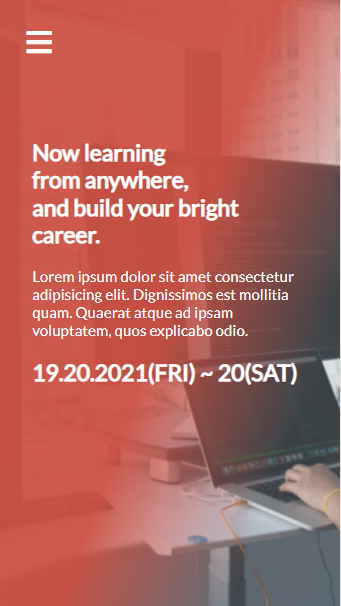 Now learning
from anywhere,
and build your bright
career.
Lorem ipsum dolor sit amet consectetur
adipisicing elit. Dignissimos est mollitia
quam. Quaerat atque ad ipsam
voluptatem, quos explicabo odio.
19.20.2021(FRI) ~ 20(SAT)